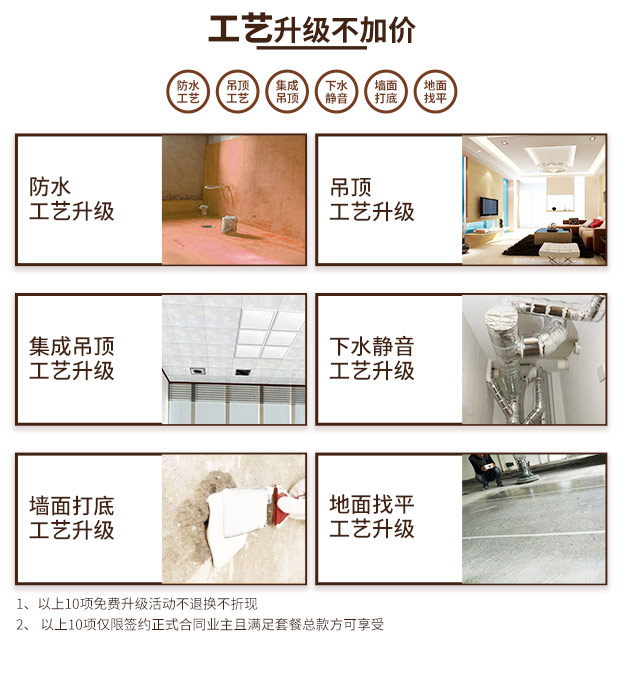 工艺升级不加价
防水
工艺
吊顶
工艺
集成
吊顶
下水
静音
墙面
打底
地面
找平
防水
工艺升级
吊顶
工艺升级
集成吊顶
工艺升级
下水静音
工艺升级
墙面打底
工艺升级
地面找平
工艺升级
1、以上10项免费升级活动不退换不折现
2、 以上10项仅限签约正式合同业主且满足套餐总款方可享受